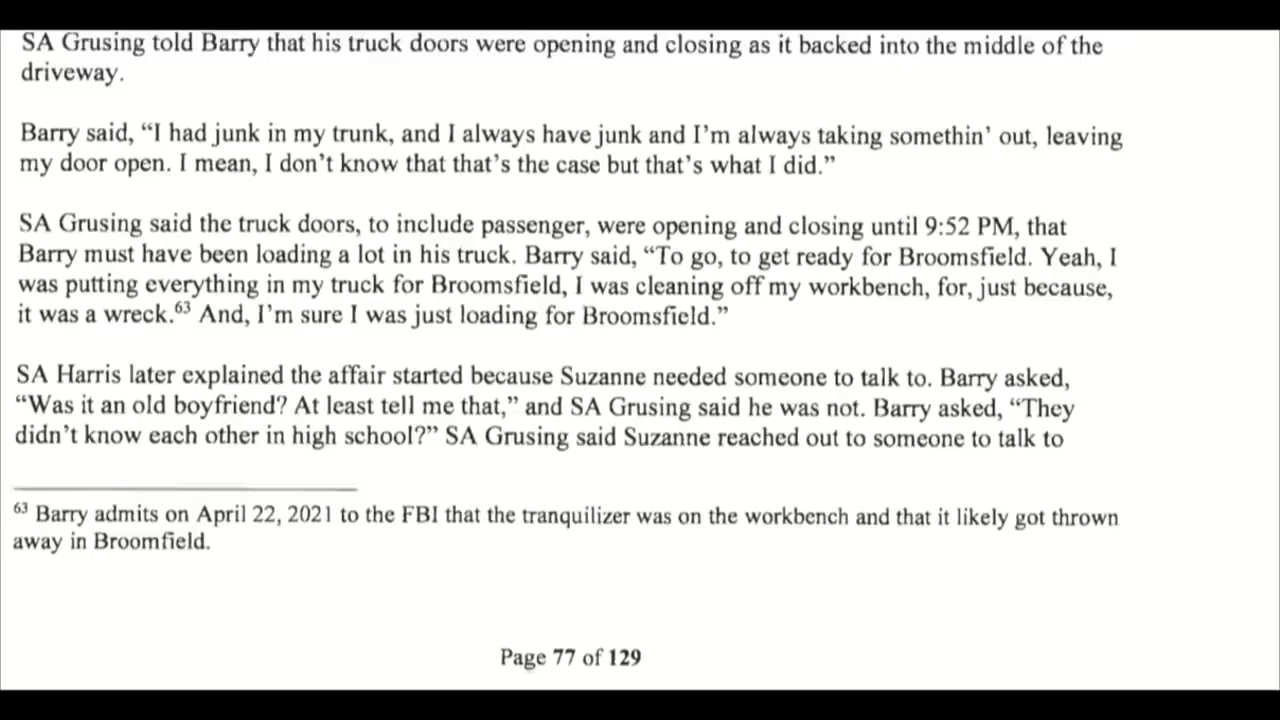 SA Grusing told Barry that his truck doors were opening and closing as it backed into the middle of the
driveway.
Barry said, “I had junk in my trunk, and I always have junk and I’m always taking somethin’ out, leaving
my door open. I mean, I don’t know that that’s the case but that’s what I did.”
SA Grusing said the truck doors, to include passenger, were opening and closing until 9:52 PM, that
Barry must have been loading a lot in his truck. Barry said, “To go, to get ready for Broomsfield. Yeah, I
was putting everything in my truck for Broomsfield, I was cleaning off my workbench, for, just because,
it was a wreck.63 And, I’m sure I was just loading for Broomsfield.”
SA Harris later explained the affair started because Suzanne needed someone to talk to. Barry asked,
“Was it an old boyfriend? At least tell me that,” and SA Grusing said he was not. Barry asked, “They
didn’t know each other in high school?” SA Grusing said Suzanne reached out to someone to talk to
63 Barry admits on April 22, 2021 to the FBI that the tranquilizer was on the workbench and that it likely got thrown
away in Broomfield.
Page 77 of 129